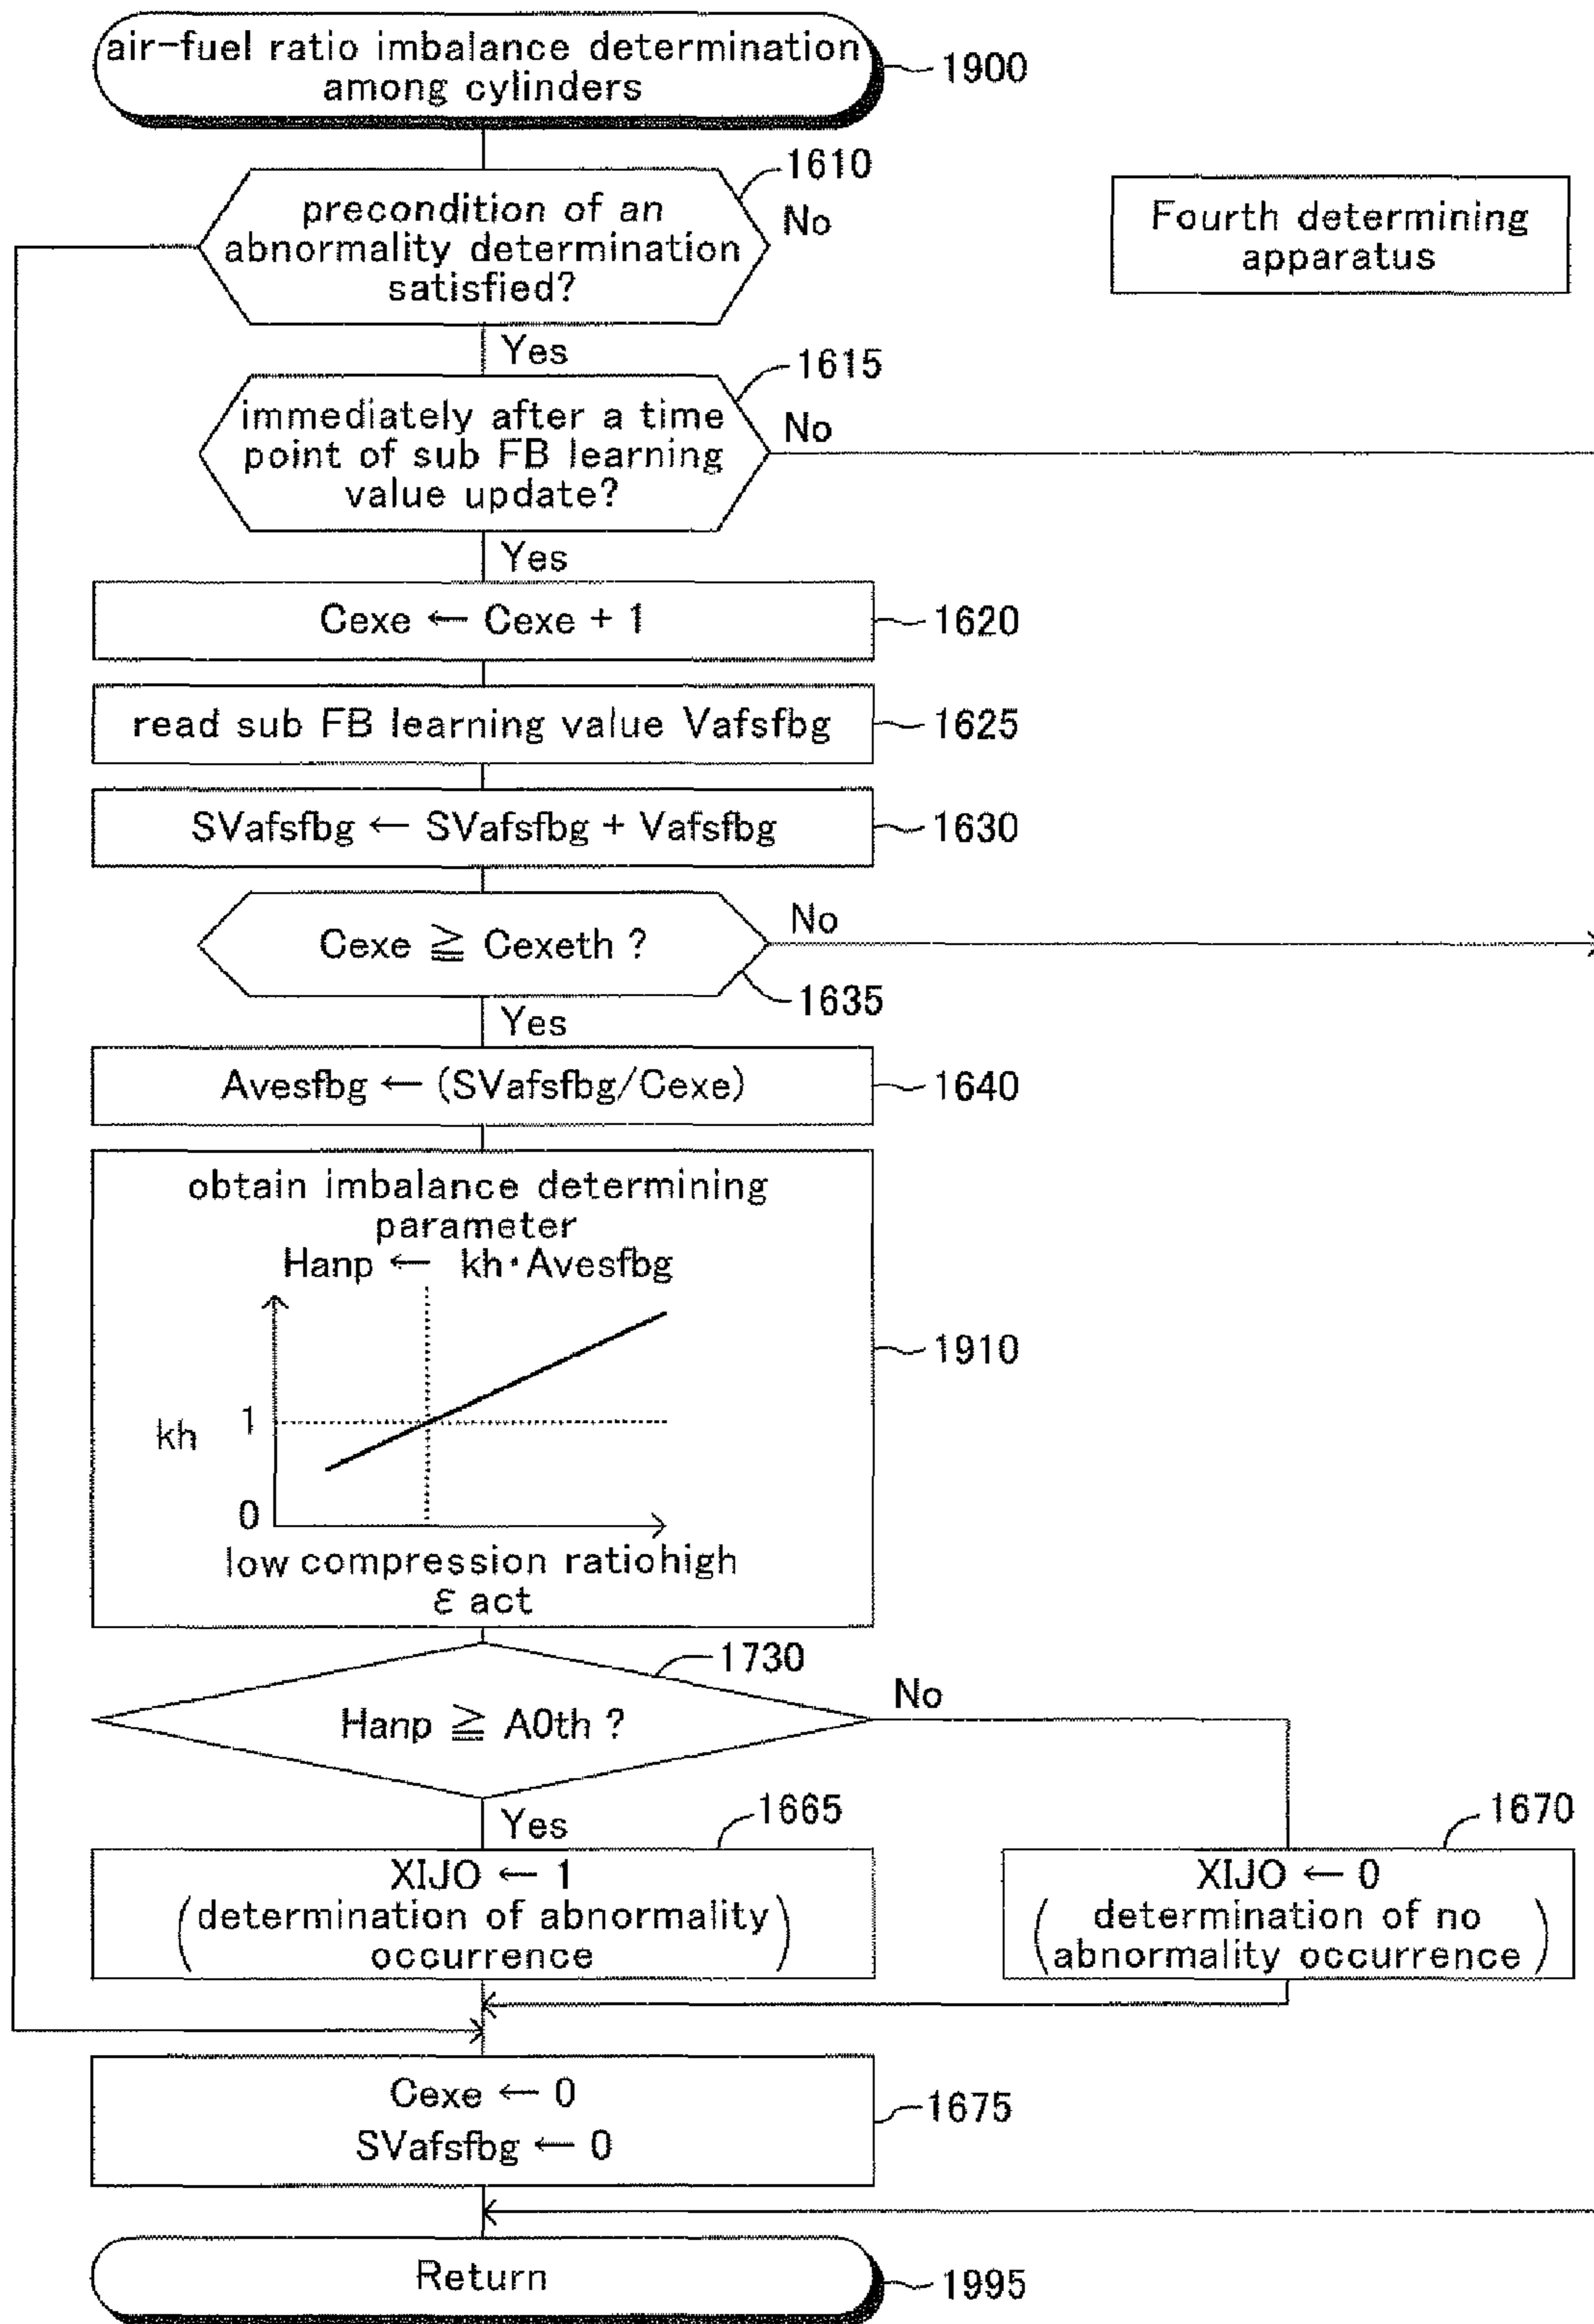 air-fuel ratio imbalance determination
among cylinders
1900
1610
precondition of an
abnormality determination
satisfied?
No
Fourth determining
apparatus
Yes
1615
immediately after a time
point of sub FB learning
value update?
No
Yes
Cexe ← Cexe + 1
1620
read sub FB learning value Vafsfbg
1625
SVafsfbg ← SVafsfbg + Vafsfbg
1630
Cexe ≧ Cexeth ?
No
1635
Yes
Avesfbg ← (SVafsfbg/Cexe)
1640
obtain imbalance determining
parameter
Hanp ← kh·Avesfbg
1910
kh
1
0
low compression ratiohigh
ε act
1730
Hanp ≧ A0th ?
No
Yes
1665
XIJO ← 1
(determination of abnormality
occurrence)
1670
XIJO ← 0
(determination of no
abnormality occurrence)
Cexe ← 0
SVafsfbg ← 0
1675
Return
1995